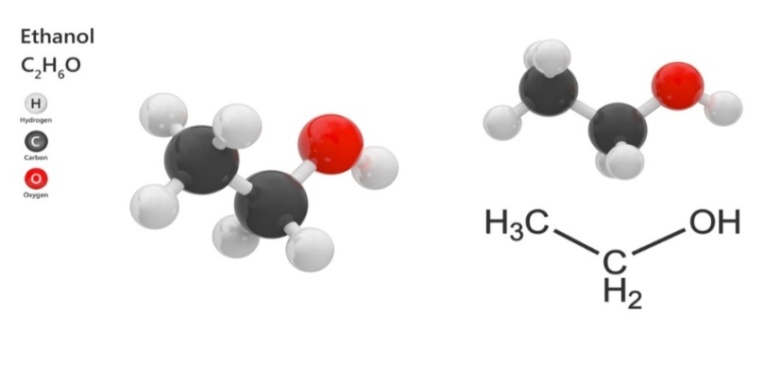 Ethanol
C₂H₆O
H
Hydrogen
C
Carbon
O
Oxygen
H₃C
OH
C
H₂